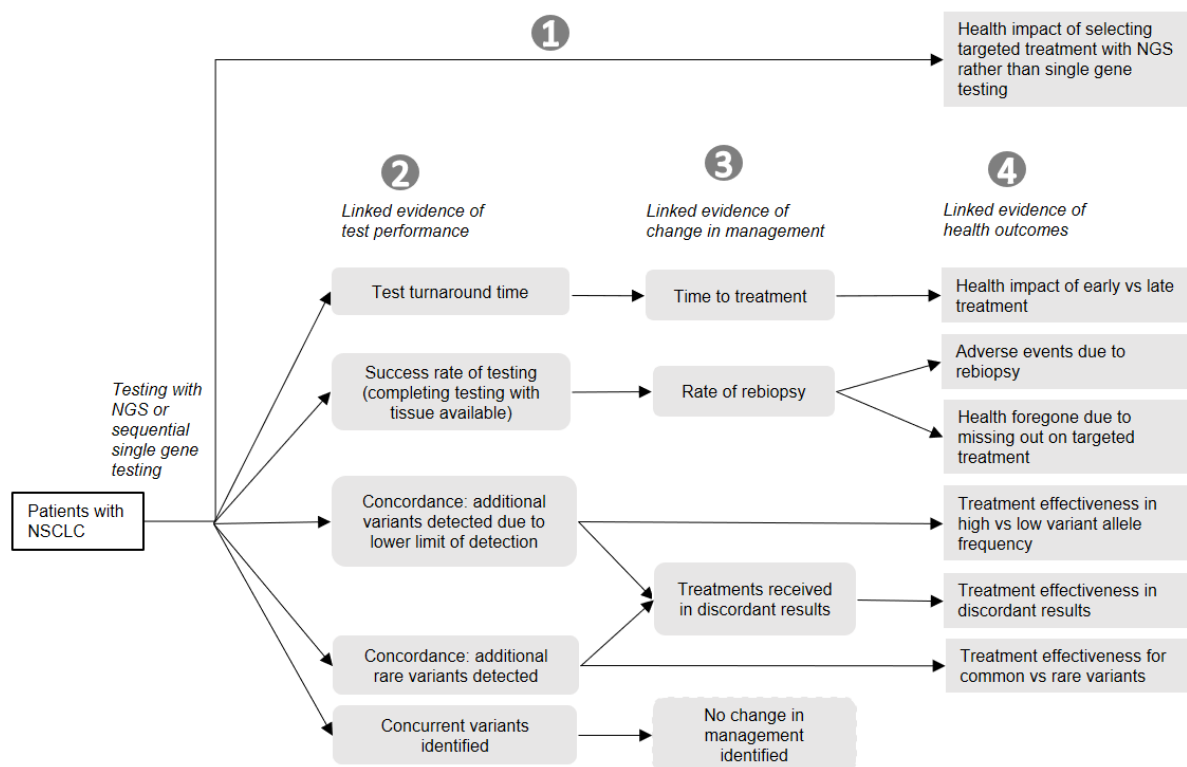 1
Health impact of selecting
targeted treatment with NGS
rather than single gene
testing
2
3
4
Linked evidence of
test performance
Linked evidence of
change in management
Linked evidence of
health outcomes
Test turnaround time
Time to treatment
Health impact of early vs late
treatment
Success rate of testing
(completing testing with
tissue available)
Rate of rebiopsy
Adverse events due to
rebiopsy
Health foregone due to
missing out on targeted
treatment
Testing with
NGS or
sequential
single gene
testing
Patients with
NSCLC
Concordance: additional
variants detected due to
lower limit of detection
Treatment effectiveness in
high vs low variant allele
frequency
Treatments received
in discordant results
Treatment effectiveness in
discordant results
Concordance: additional
rare variants detected
Treatment effectiveness for
common vs rare variants
Concurrent variants
identified
No change in
management
identified